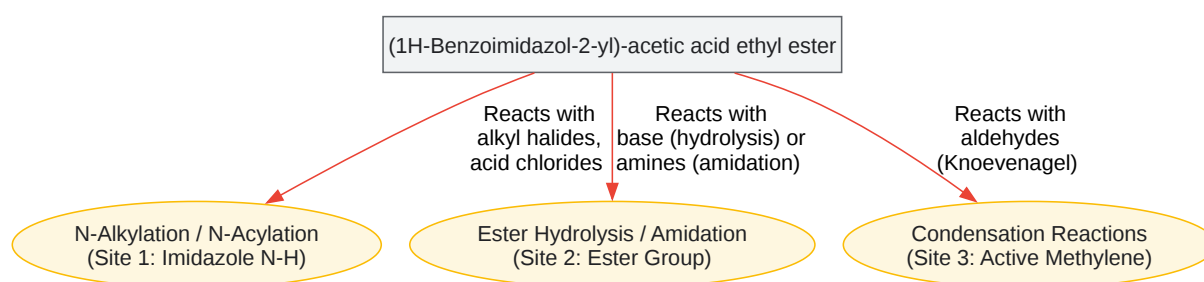 (1H-Benzoimidazol-2-yl)-acetic acid ethyl ester
Reacts with
alkyl halides,
acid chlorides
Reacts with
base (hydrolysis) or
amines (amidation)
Reacts with
aldehydes
(Knoevenagel)
N-Alkylation / N-Acylation
(Site 1: Imidazole N-H)
Ester Hydrolysis / Amidation
(Site 2: Ester Group)
Condensation Reactions
(Site 3: Active Methylene)